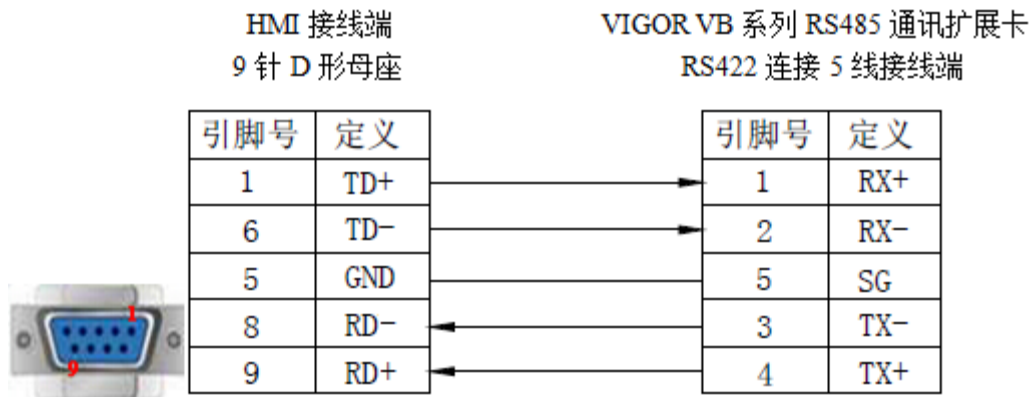 HMI 接线端
9 针 D 形母座
VIGOR VB 系列 RS485 通讯扩展卡
RS422 连接 5 线接线端
引脚号 定义 引脚号 定义
1 TD+ 1 RX+
6 TD- 2 RX-
5 GND 5 SG
8 RD- 3 TX-
9 RD+ 4 TX+
1
9